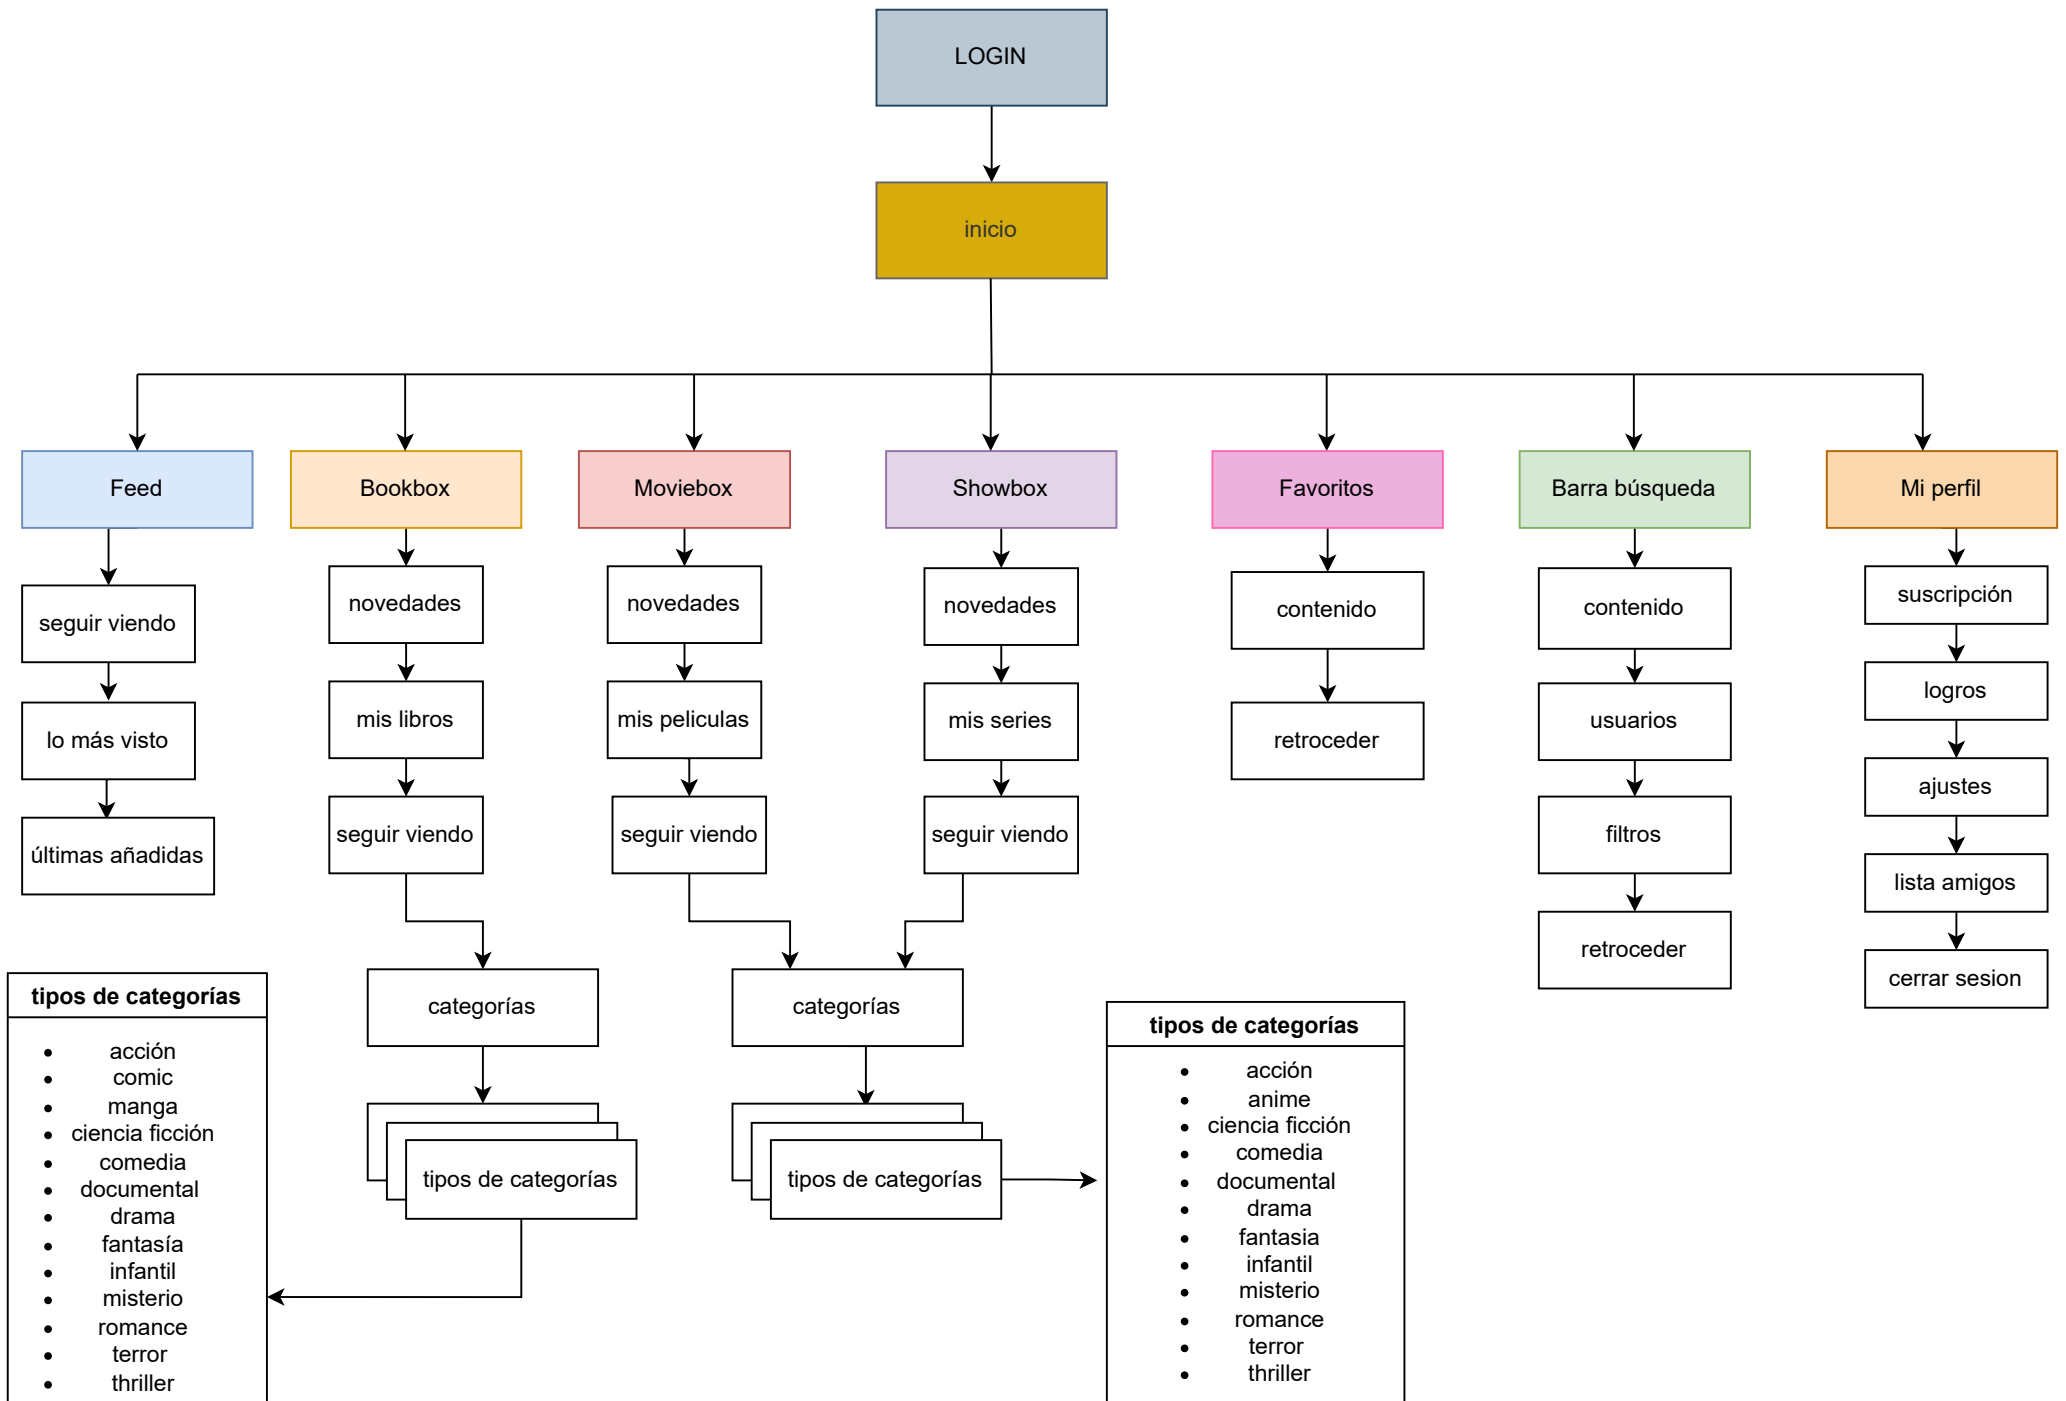 LOGIN
inicio
Feed
Bookbox
Moviebox
Showbox
Favoritos
Barra búsqueda
Mi perfil
seguir viendo
lo más visto
últimas añadidas
novedades
mis libros
seguir viendo
novedades
mis peliculas
seguir viendo
novedades
mis series
seguir viendo
contenido
retroceder
contenido
usuarios
filtros
retroceder
suscripción
logros
ajustes
lista amigos
cerrar sesion
categorías
tipos de categorías
categorías
tipos de categorías
tipos de categorías
acción
comic
manga
ciencia ficción
comedia
documental
drama
fantasía
infantil
misterio
romance
terror
thriller
tipos de categorías
acción
anime
ciencia ficción
comedia
documental
drama
fantasia
infantil
misterio
romance
terror
thriller